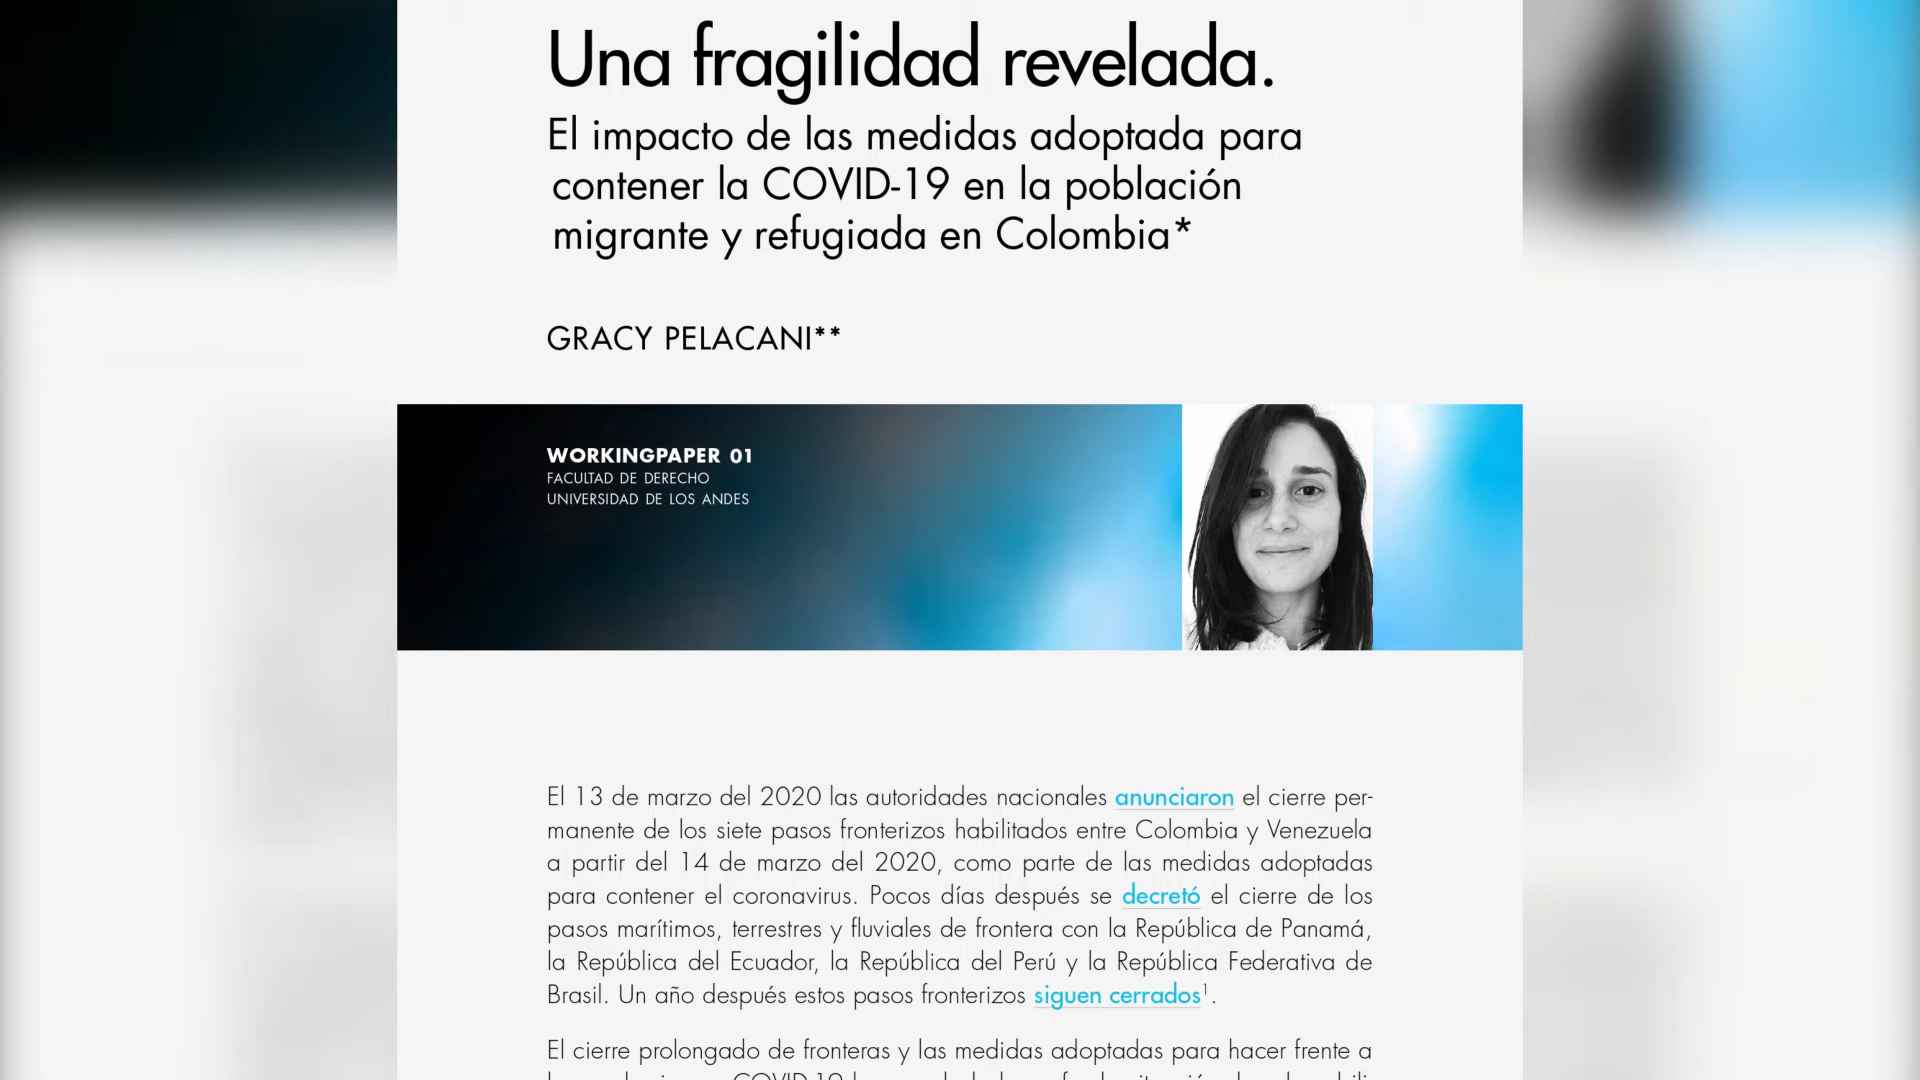 Una fragilidad revelada.
El impacto de las medidas adoptada para
contener la COVID-19 en la población
migrante y refugiada en Colombia*
GRACY PELACANI**
WORKINGPAPER 01
FACULTAD DE DERECHO
UNIVERSIDAD DE LOS ANDES
El 13 de marzo del 2020 las autoridades nacionales anunciaron el cierre per-
manente de los siete pasos fronterizos habilitados entre Colombia y Venezuela
a partir del 14 de marzo del 2020, como parte de las medidas adoptadas
para contener el coronavirus. Pocos días después se decretó el cierre de los
pasos marítimos, terrestres y fluviales de frontera con la República de Panamá,
la República del Ecuador, la República del Perú y la República Federativa de
Brasil. Un año después estos pasos fronterizos siguen cerrados¹.
El cierre prolongado de fronteras y las medidas adoptadas para hacer frente a